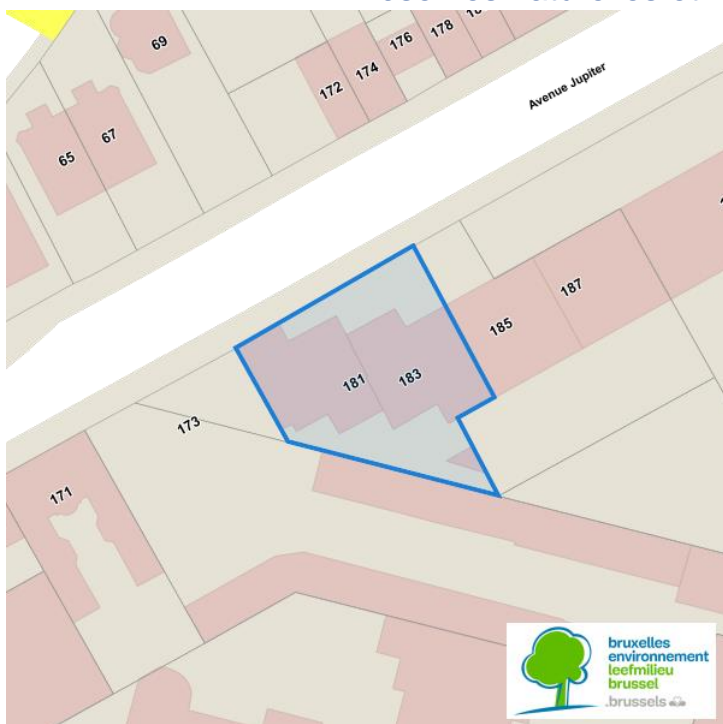 69
176
178
174
172
Avenue Jupiter
67
65
187
185
183
181
173
171
bruxelles
environnement
leefmilieu
brussel
.brussels